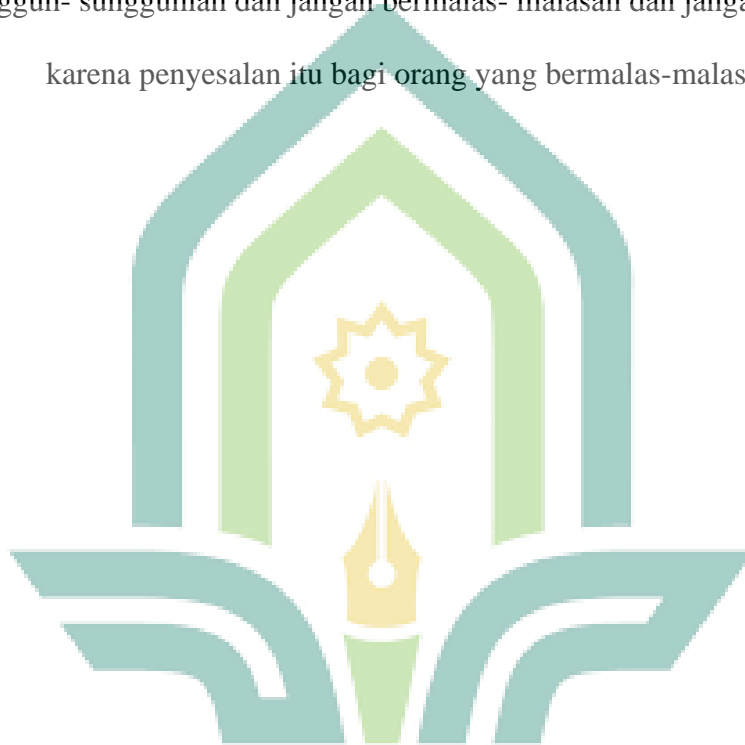 gguh- sungguhan dan jangan bermalas- malasan dan janga
karena penyesalan itu bagi orang yang bermalas-malas